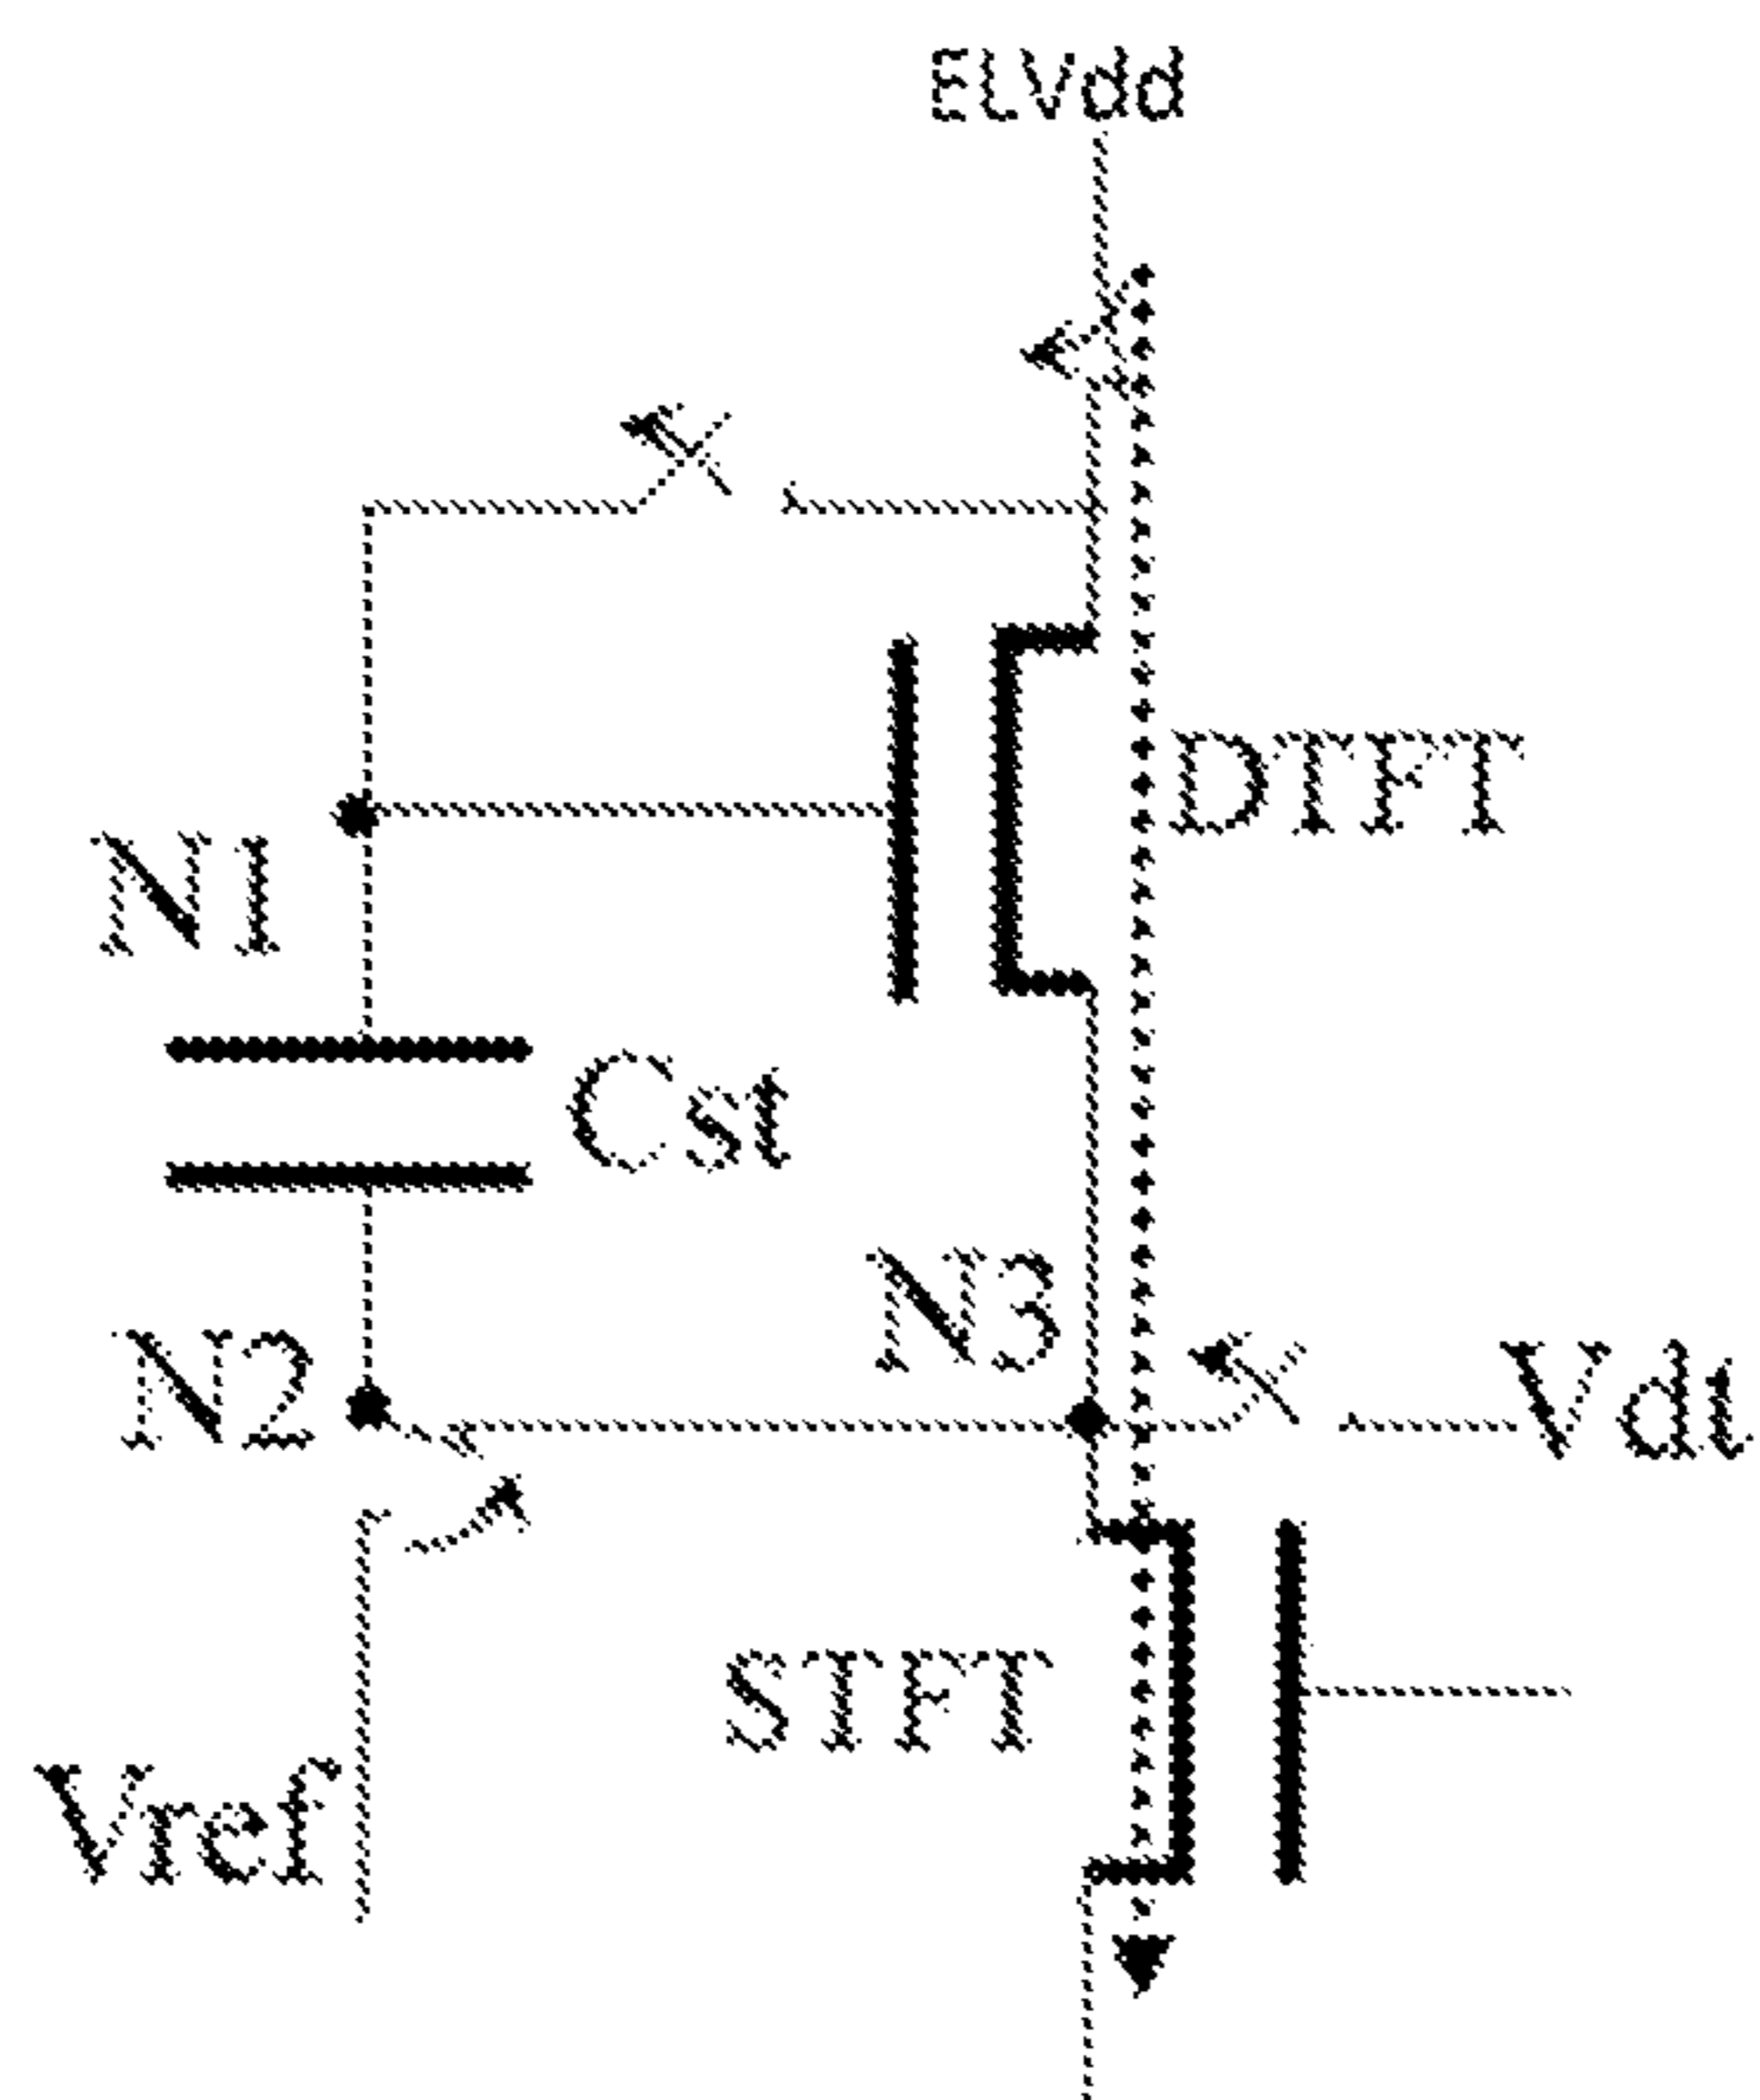 ELVdd
DTFT
N1
Cst
N3
N2
Vdt
STFT
Vref